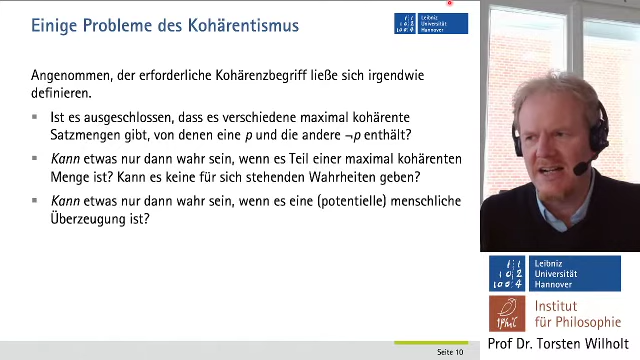 Einige Probleme des Kohärentismus
Leibniz
Universität
Hannover
Angenommen, der erforderliche Kohärenzbegriff ließe sich irgendwie
definieren.
Ist es ausgeschlossen, dass es verschiedene maximal kohärente
Satzmengen gibt, von denen eine p und die andere ¬p enthält?
Kann etwas nur dann wahr sein, wenn es Teil einer maximal kohärenten
Menge ist? Kann es keine für sich stehenden Wahrheiten geben?
Kann etwas nur dann wahr sein, wenn es eine (potentielle) menschliche
Überzeugung ist?
Seite 10
Leibniz
Universität
Hannover
Institut
für Philosophie
Prof Dr. Torsten Wilholt